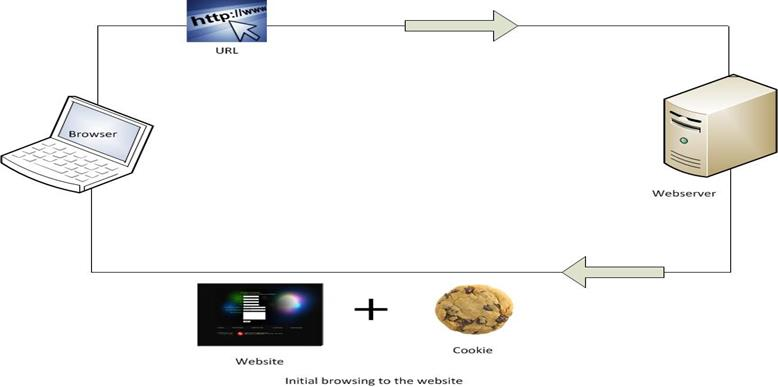 http://www
URL
Browser
Webserver
Website
Cookie
Initial browsing to the website